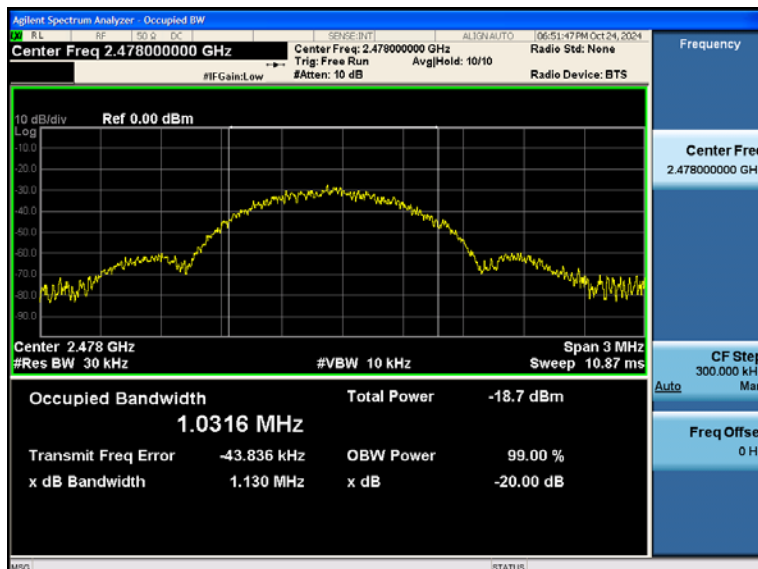 Agilent Spectrum Analyzer - Occupied BW
RL RF 50 Ω DC SENSE:INT ALIGN AUTO 06:51:47 PM Oct 24, 2024
Center Freq 2.478000000 GHz
Center Freq: 2.478000000 GHz
Radio Std: None
Trig: Free Run Avg|Hold: 10/10
#IFGain:Low
#Atten: 10 dB
Radio Device: BTS
Frequency
10 dB/div Ref 0.00 dBm
Log
-10.0
-20.0
-30.0
-40.0
-50.0
-60.0
-70.0
-80.0
-90.0
Center 2.478 GHz Span 3 MHz
#Res BW 30 kHz #VBW 10 kHz Sweep 10.87 ms
Occupied Bandwidth Total Power -18.7 dBm
1.0316 MHz
Transmit Freq Error -43.836 kHz OBW Power 99.00 %
x dB Bandwidth 1.130 MHz x dB -20.00 dB
Center Fre
2.478000000 GH
CF Step
300.000 kH
Auto Ma
Freq Offse
0 H
MSG STATUS